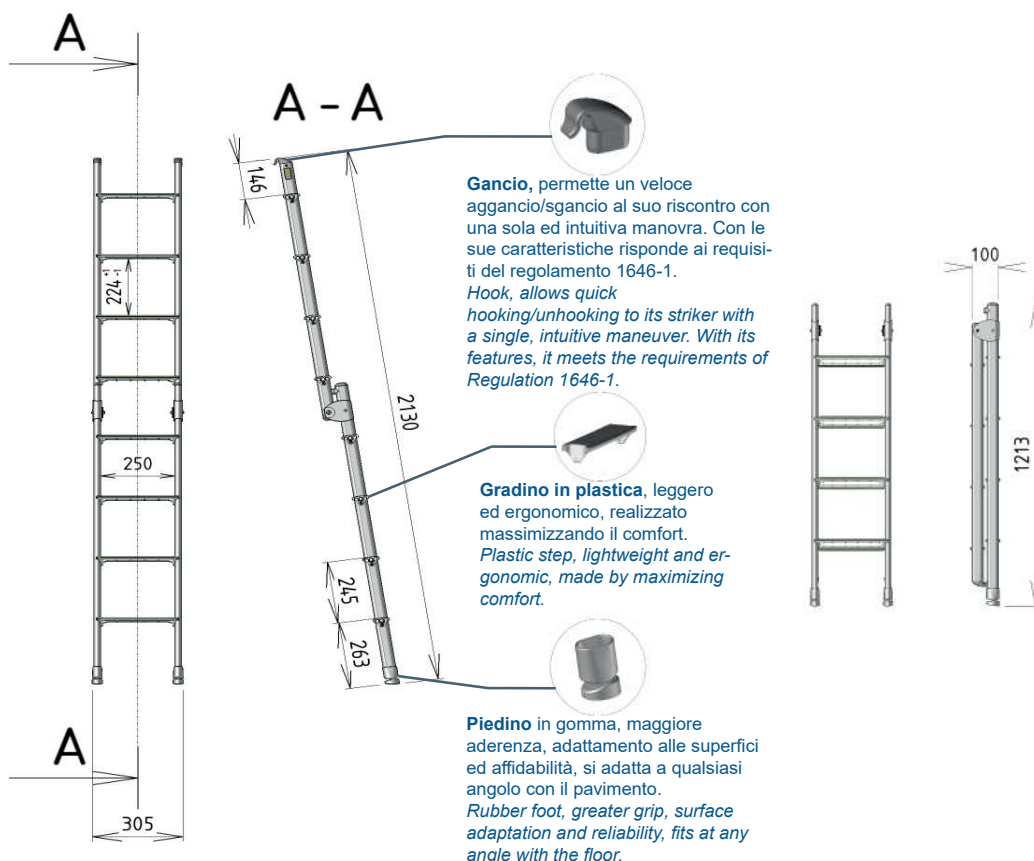 A
A – A
146
224 +1 -1
250
2130
245
263
A
305
Gancio, permette un veloce
aggancio/sgancio al suo riscontro con
una sola ed intuitiva manovra. Con le
sue caratteristiche risponde ai requisi-
ti del regolamento 1646-1.
Hook, allows quick
hooking/unhooking to its striker with
a single, intuitive maneuver. With its
features, it meets the requirements of
Regulation 1646-1.
Gradino in plastica, leggero
ed ergonomico, realizzato
massimizzando il comfort.
Plastic step, lightweight and er-
gonomic, made by maximizing
comfort.
Piedino in gomma, maggiore
aderenza, adattamento alle superfici
ed affidabilità, si adatta a qualsiasi
angolo con il pavimento.
Rubber foot, greater grip, surface
adaptation and reliability, fits at any
angle with the floor.
100
1213